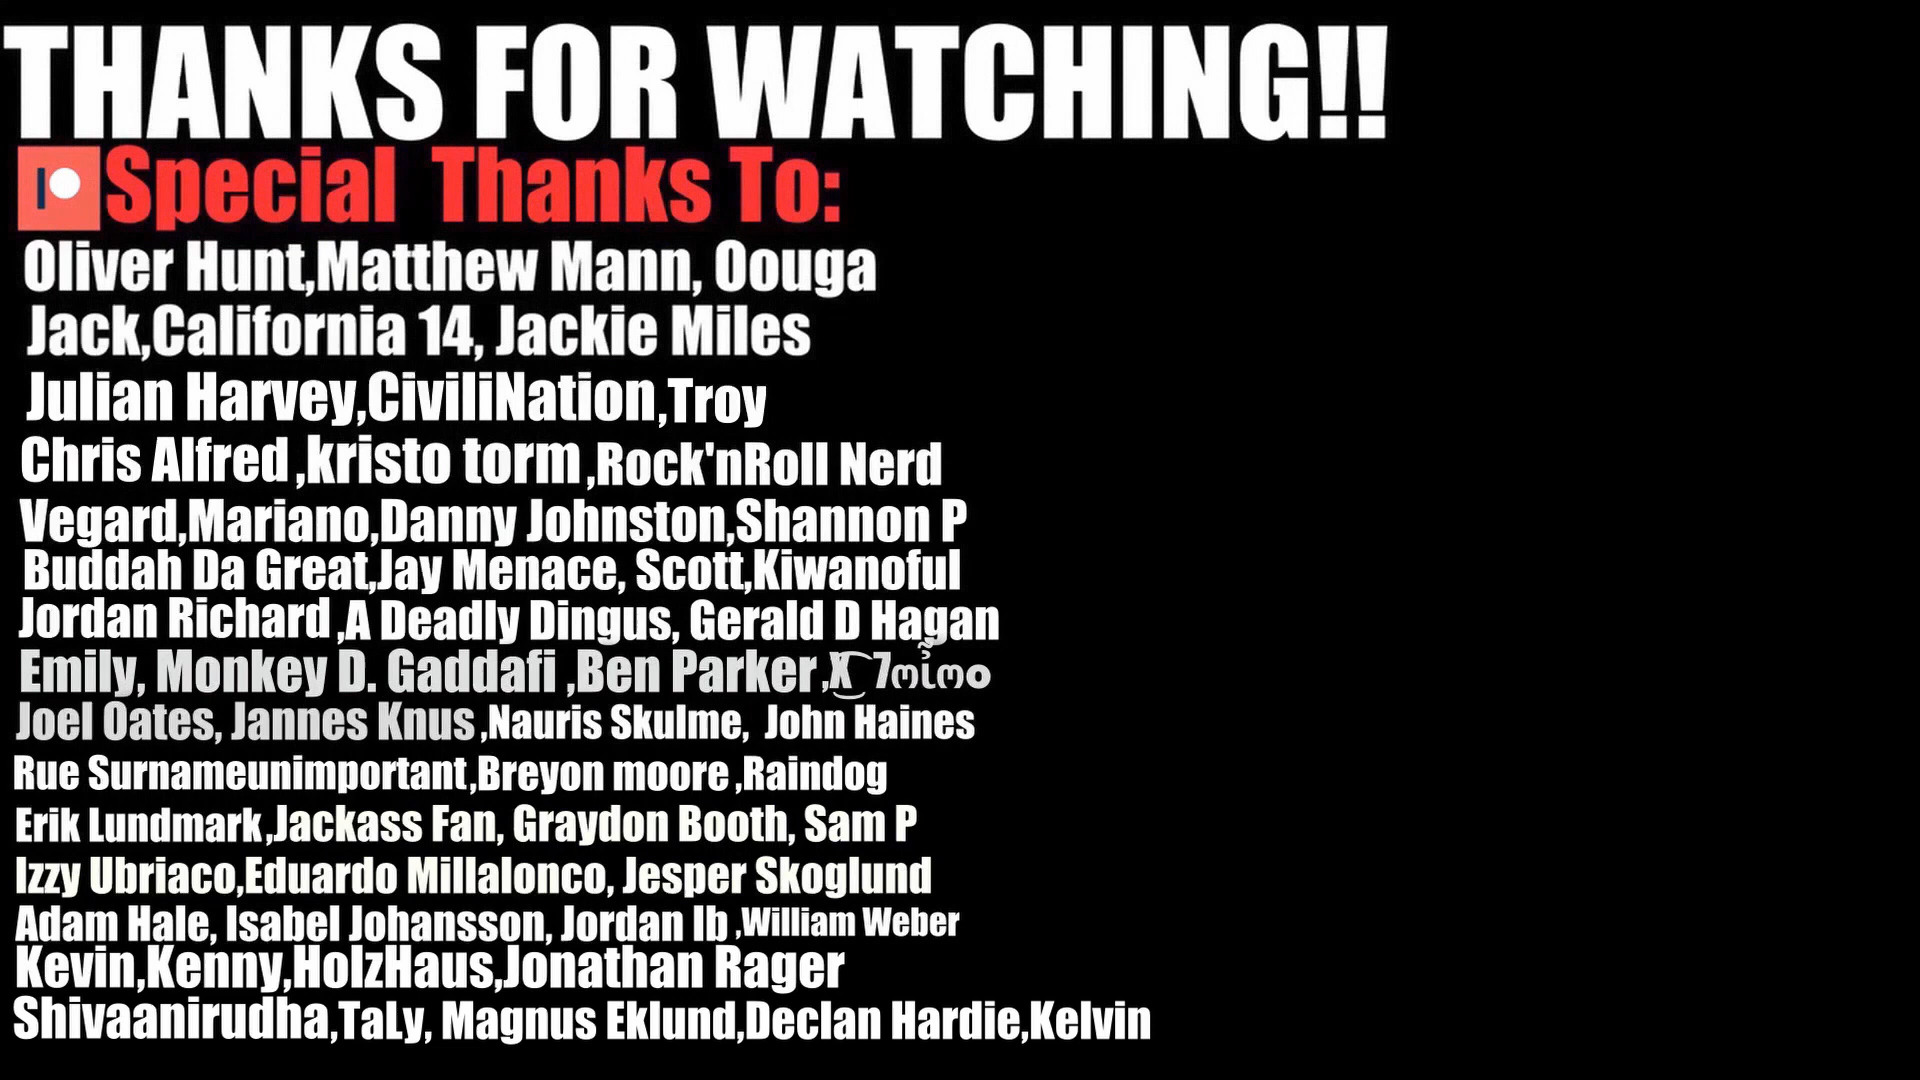 THANKS FOR WATCHING!!
Special Thanks To:
Oliver Hunt,Matthew Mann, Oouga
Jack,California 14, Jackie Miles
Julian Harvey,CiviliNation,Troy
Chris Alfred ,kristo torm ,Rock'nRoll Nerd
Vegard,Mariano,Danny Johnston,Shannon P
Buddah Da Great,Jay Menace, Scott,Kiwanoful
Jordan Richard ,A Deadly Dingus, Gerald D Hagan
Emily, Monkey D. Gaddafi ,Ben Parker
Joel Oates, Jannes Knus ,Nauris Skulme, John Haines
Rue Surnameunimportant,Breyon moore ,Raindog
Erik Lundmark,Jackass Fan, Graydon Booth, Sam P
Izzy Ubriaco,Eduardo Millalonco, Jesper Skoglund
Adam Hale, Isabel Johansson, Jordan lb ,William Weber
Kevin,Kenny,HolzHaus,Jonathan Rager
Shivaanirudha,TaLy, Magnus Eklund,Declan Hardie,Kelvin